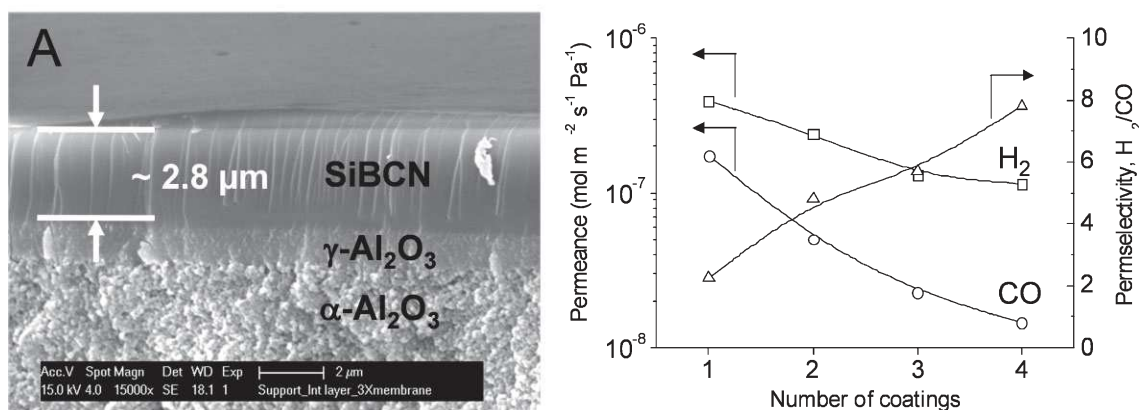 A
~ 2.8 μm
SiBCN
γ-Al2O3
α-Al2O3
Acc.V Spot Magn Det WD Exp 2 μm
15.0 kV 4.0 15000x SE 18.1 1 Support_Int layer_3Xmembrane
Permeance (mol m -2 s-1 Pa-1)
10-6
10-7
10-8
H2
CO
1 2 3 4
Number of coatings
10
8
6
4
2
0
Permselectivity, H2/CO